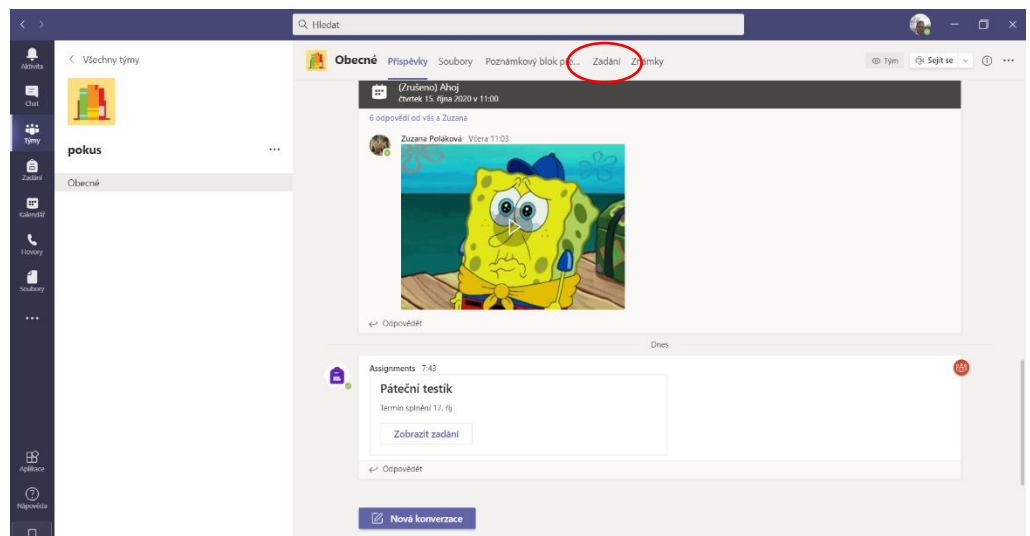 Hledat
Aktivita
Chat
Týmy
Zadání
Kalendář
Hovory
Soubory
Aplikace
Nápověda
Všechny týmy
pokus
Obecné
Obecné Příspěvky Soubory Poznámkový blok pře... Zadání Známky
Tým Sejít se
(Zrušeno) Ahoj
čtvrtek 15. října 2020 v 11:00
6 odpovědí od vás a Zuzana
Zuzana Poláková Včera 11:03
Odpovědět
Dnes
Assignments 7:43
Páteční testík
Termín splnění 17. říj
Zobrazit zadání
Odpovědět
Nová konverzace